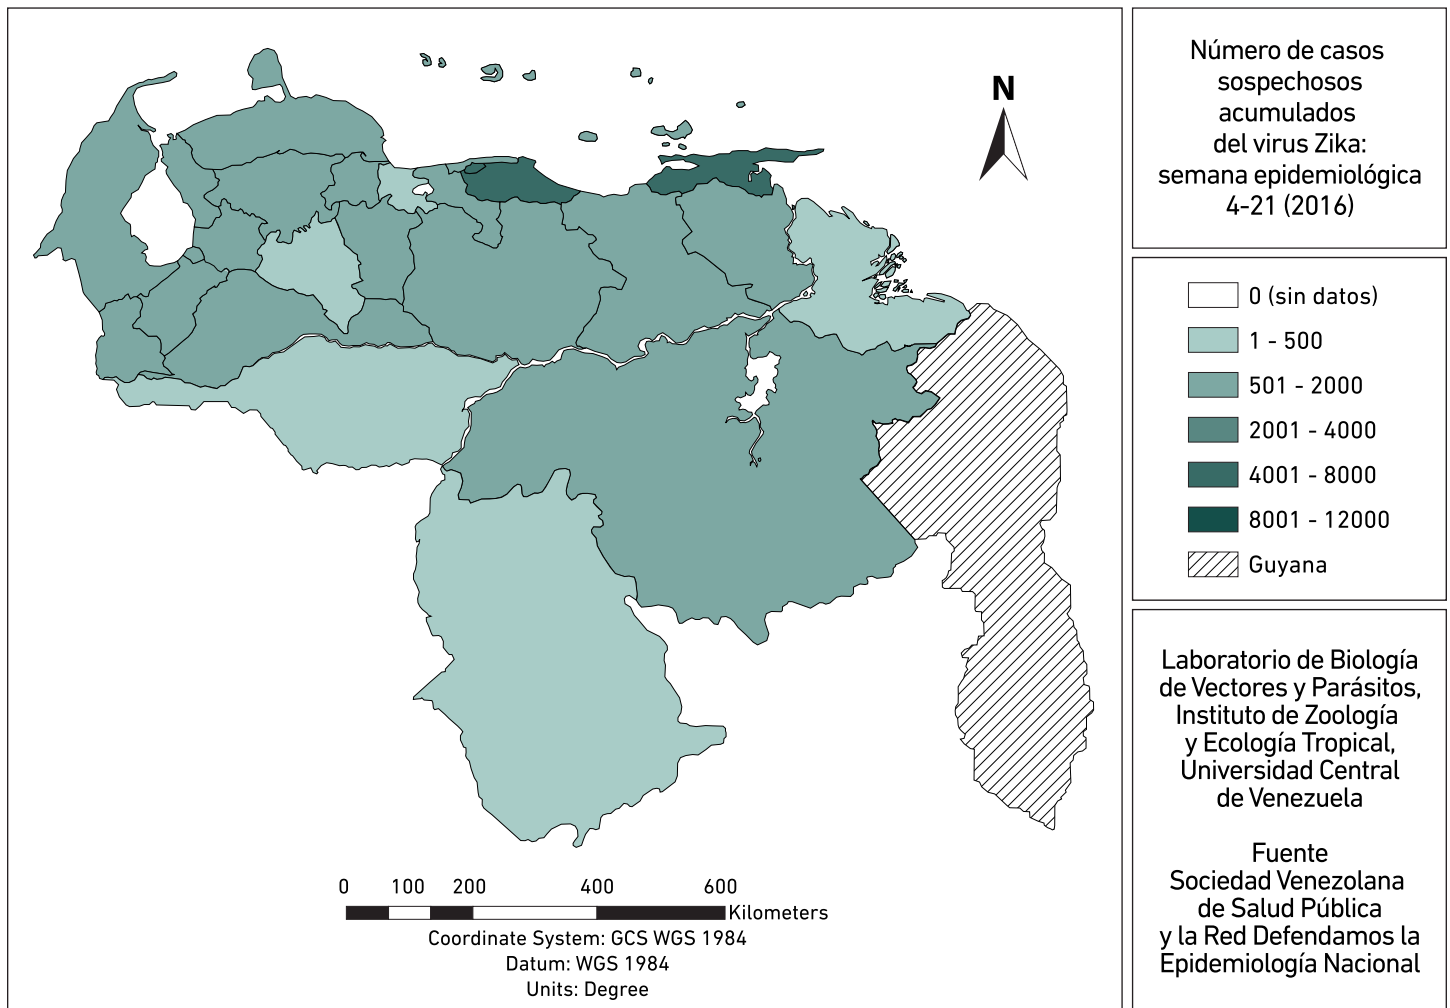 N
0 100 200 400 600
Kilometers
Coordinate System: GCS WGS 1984
Datum: WGS 1984
Units: Degree
Número de casos
sospechosos
acumulados
del virus Zika:
semana epidemiológica
4-21 (2016)
0 (sin datos)
1 - 500
501 - 2000
2001 - 4000
4001 - 8000
8001 - 12000
Guyana
Laboratorio de Biología
de Vectores y Parásitos,
Instituto de Zoología
y Ecología Tropical,
Universidad Central
de Venezuela
Fuente
Sociedad Venezolana
de Salud Pública
y la Red Defendamos la
Epidemiología Nacional